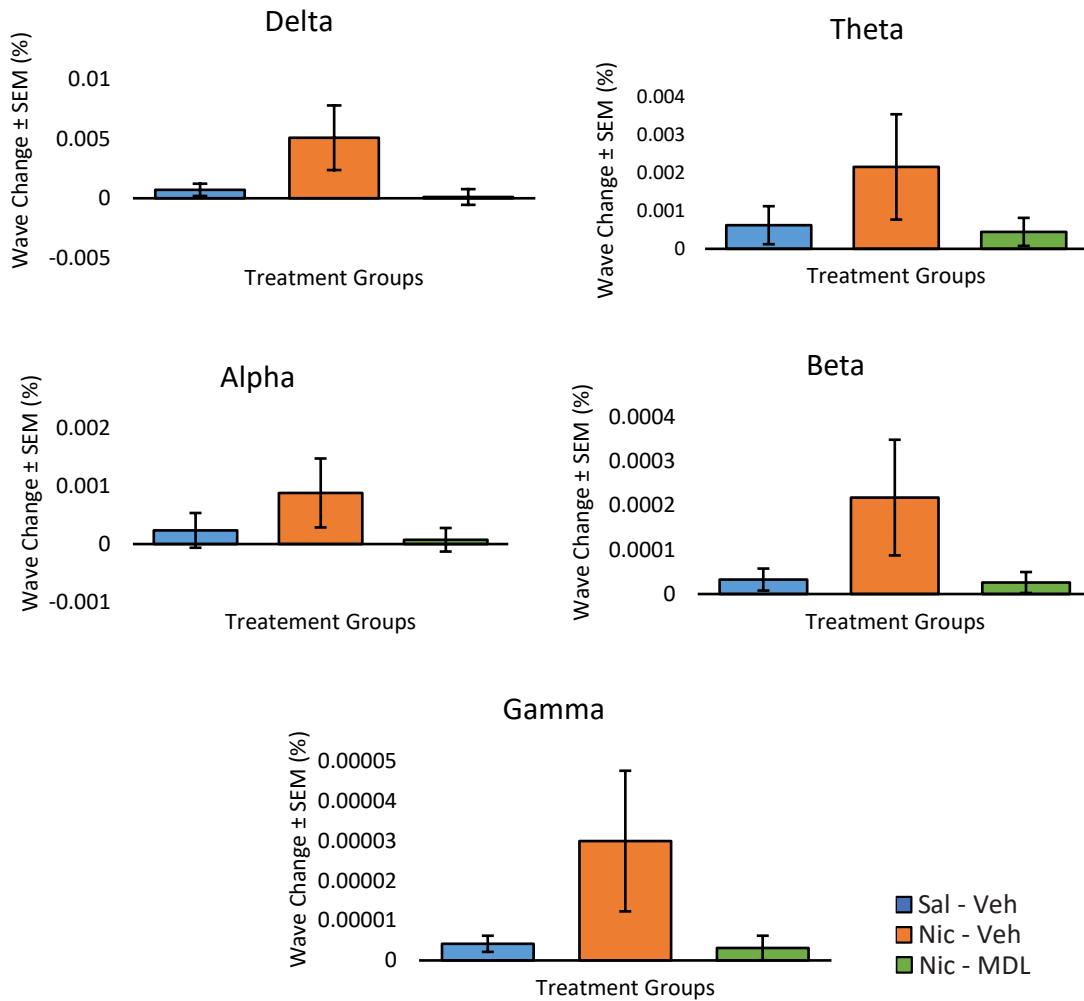 Delta
Wave Change ± SEM (%)
0.01
0.005
0
-0.005
Treatment Groups
Theta
Wave Change ± SEM (%)
0.004
0.003
0.002
0.001
0
Treatment Groups
Alpha
Wave Change ± SEM (%)
0.002
0.001
0
-0.001
Treatement Groups
Beta
Wave Change ± SEM (%)
0.0004
0.0003
0.0002
0.0001
0
Treatment Groups
Gamma
Wave Change ± SEM (%)
0.00005
0.00004
0.00003
0.00002
0.00001
0
Treatment Groups
Sal - Veh
Nic - Veh
Nic - MDL